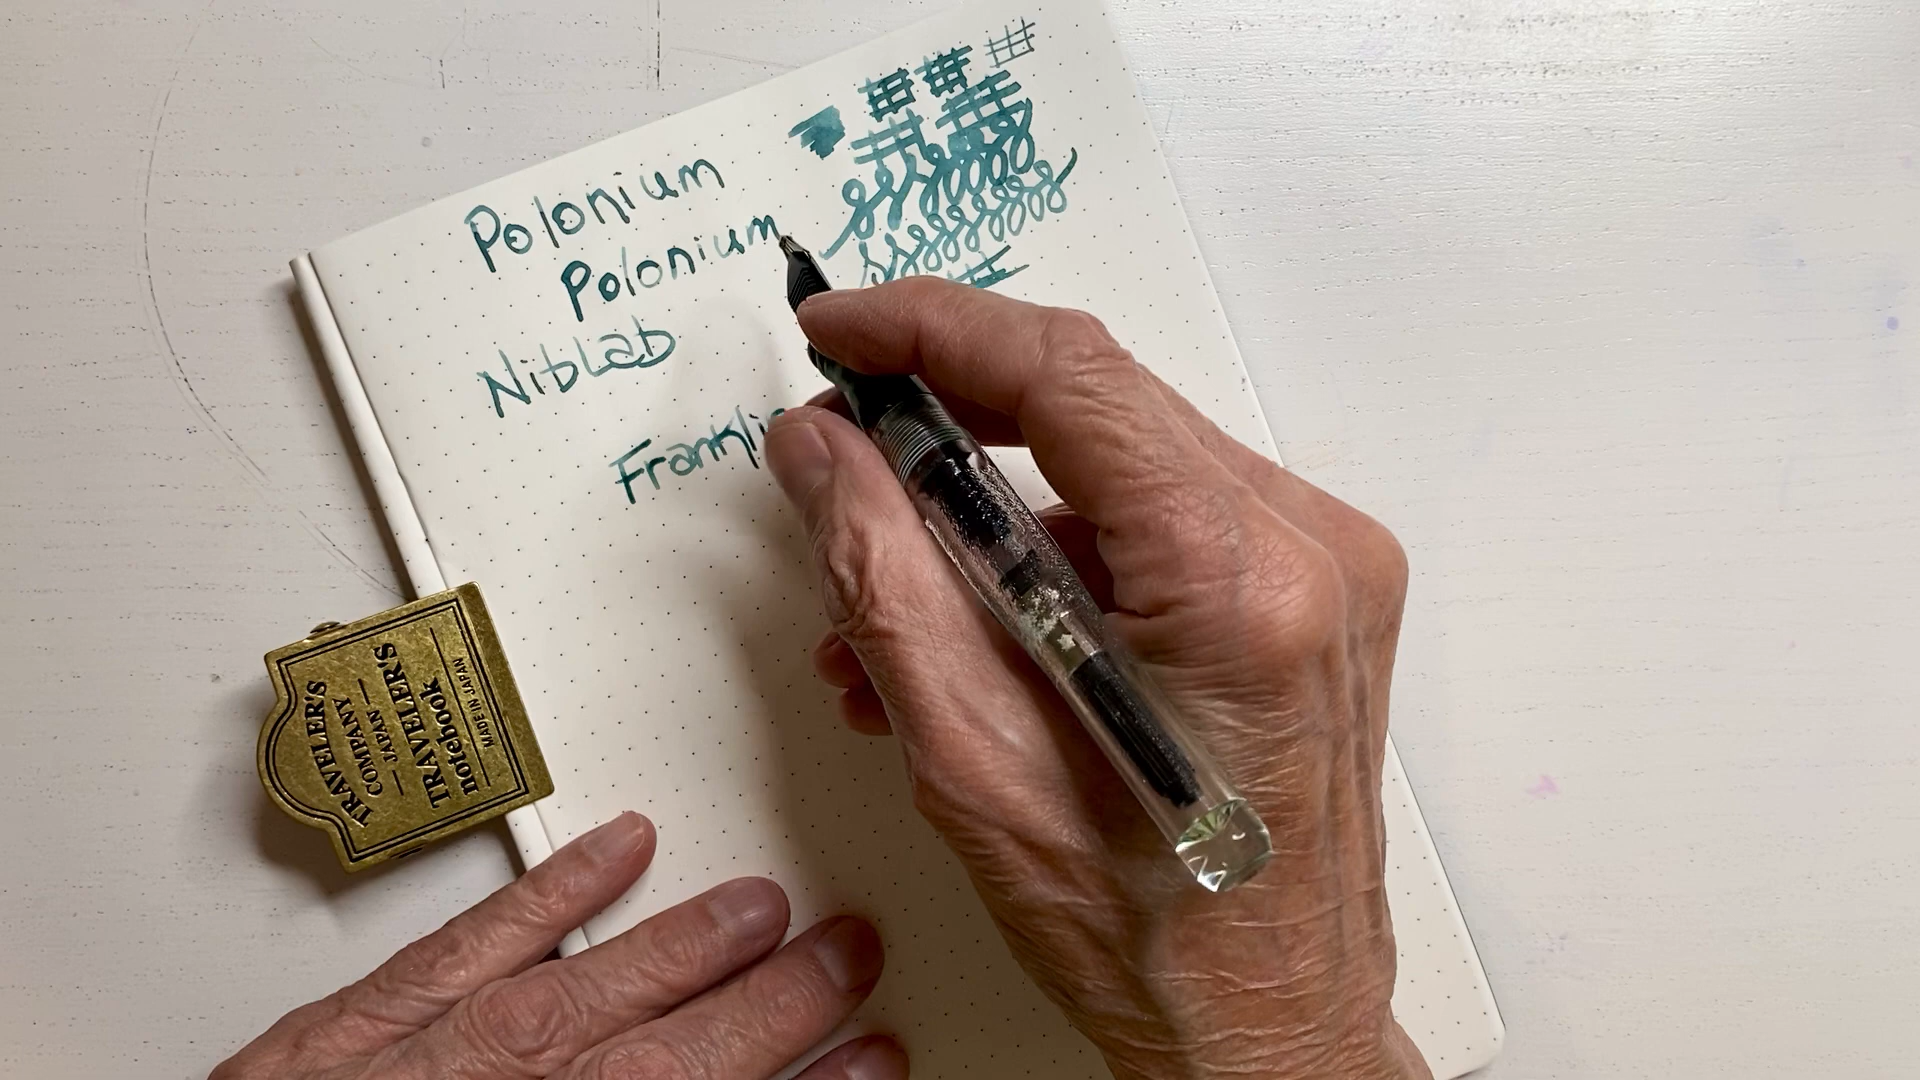 Polonium
Polonium
NibLab
TRAVELER'S
COMPANY
JAPAN
TRAVELER'S
notebook
MADE IN JAPAN